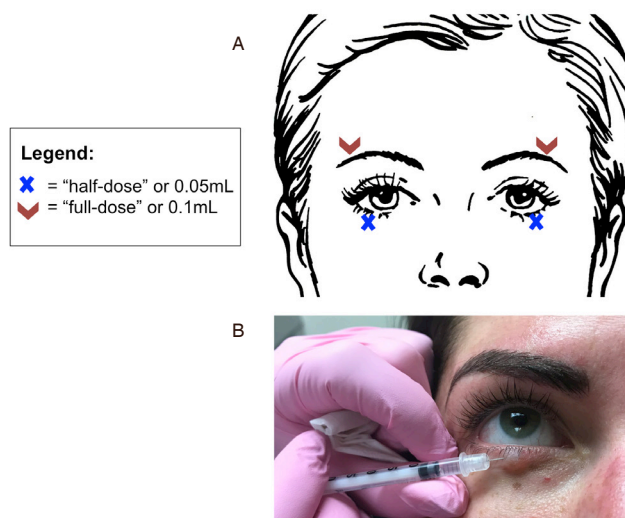 A
Legend:
= “half-dose” or 0.05mL
= “full-dose” or 0.1mL
B